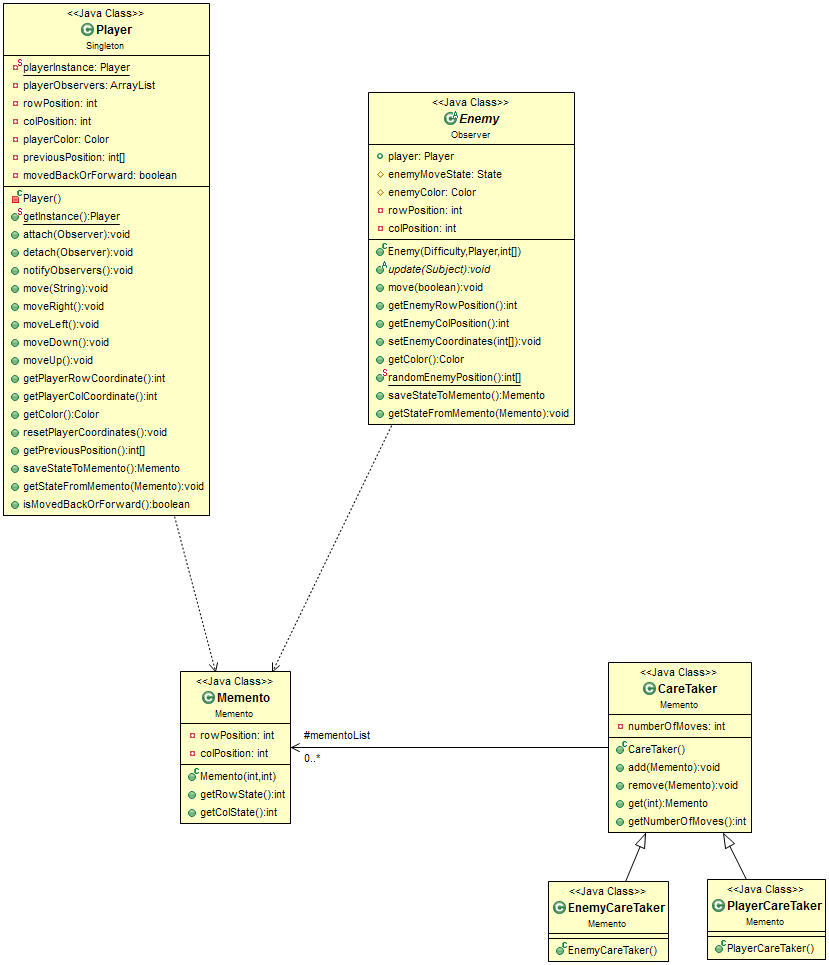 <<Java Class>>
Player
Singleton
playerInstance: Player
playerObservers: ArrayList
rowPosition: int
colPosition: int
playerColor: Color
previousPosition: int[]
movedBackOrForward: boolean
Player()
getInstance():Player
attach(Observer):void
detach(Observer):void
notifyObservers():void
move(String):void
moveRight():void
moveLeft():void
moveDown():void
moveUp():void
getPlayerRowCoordinate():int
getPlayerColCoordinate():int
getColor():Color
resetPlayerCoordinates():void
getPreviousPosition():int[]
saveStateToMemento():Memento
getStateFromMemento(Memento):void
isMovedBackOrForward():boolean
<<Java Class>>
Enemy
Observer
player: Player
enemyMoveState: State
enemyColor: Color
rowPosition: int
colPosition: int
Enemy(Difficulty,Player,int[])
update(Subject):void
move(boolean):void
getEnemyRowPosition():int
getEnemyColPosition():int
setEnemyCoordinates(int[]):void
getColor():Color
randomEnemyPosition():int[]
saveStateToMemento():Memento
getStateFromMemento(Memento):void
<<Java Class>>
Memento
Memento
rowPosition: int
colPosition: int
Memento(int,int)
getRowState():int
getColState():int
#mementoList
0..*
<<Java Class>>
CareTaker
Memento
numberOfMoves: int
CareTaker()
add(Memento):void
remove(Memento):void
get(int):Memento
getNumberOfMoves():int
<<Java Class>>
EnemyCareTaker
Memento
EnemyCareTaker()
<<Java Class>>
PlayerCareTaker
Memento
PlayerCareTaker()